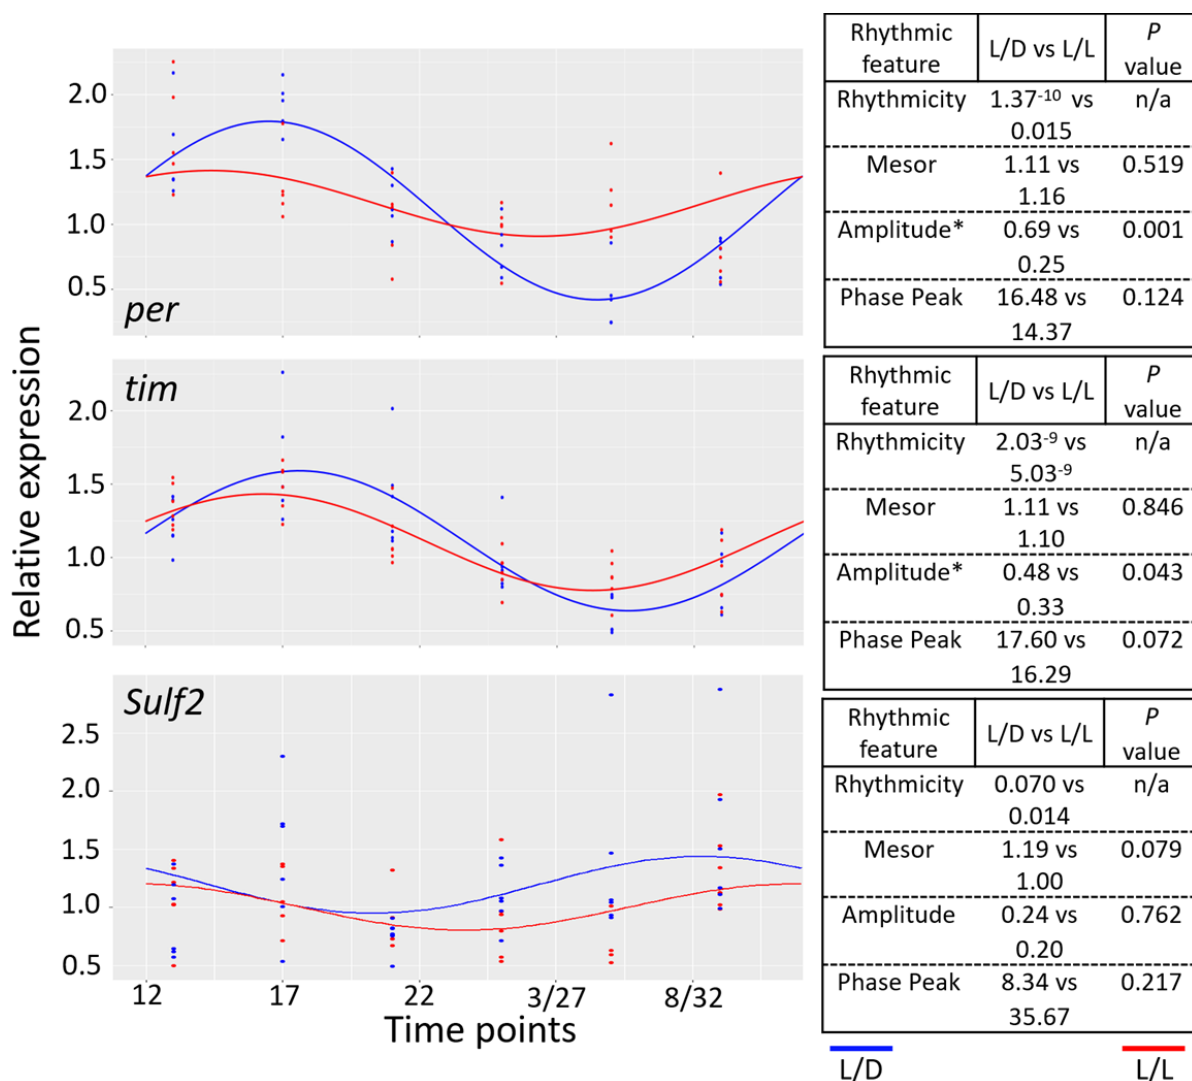 Relative expression
2.0
1.5
1.0
0.5
per
tim
2.0
1.5
1.0
0.5
Sulf2
2.5
2.0
1.5
1.0
0.5
12 17 22 3/27 8/32
Time points
Rhythmic feature L/D vs L/L P value
Rhythmicity 1.37⁻¹⁰ vs 0.015 n/a
Mesor 1.11 vs 1.16 0.519
Amplitude* 0.69 vs 0.25 0.001
Phase Peak 16.48 vs 14.37 0.124
Rhythmic feature L/D vs L/L P value
Rhythmicity 2.03⁻⁹ vs 5.03⁻⁹ n/a
Mesor 1.11 vs 1.10 0.846
Amplitude* 0.48 vs 0.33 0.043
Phase Peak 17.60 vs 16.29 0.072
Rhythmic feature L/D vs L/L P value
Rhythmicity 0.070 vs 0.014 n/a
Mesor 1.19 vs 1.00 0.079
Amplitude 0.24 vs 0.20 0.762
Phase Peak 8.34 vs 35.67 0.217
L/D L/L